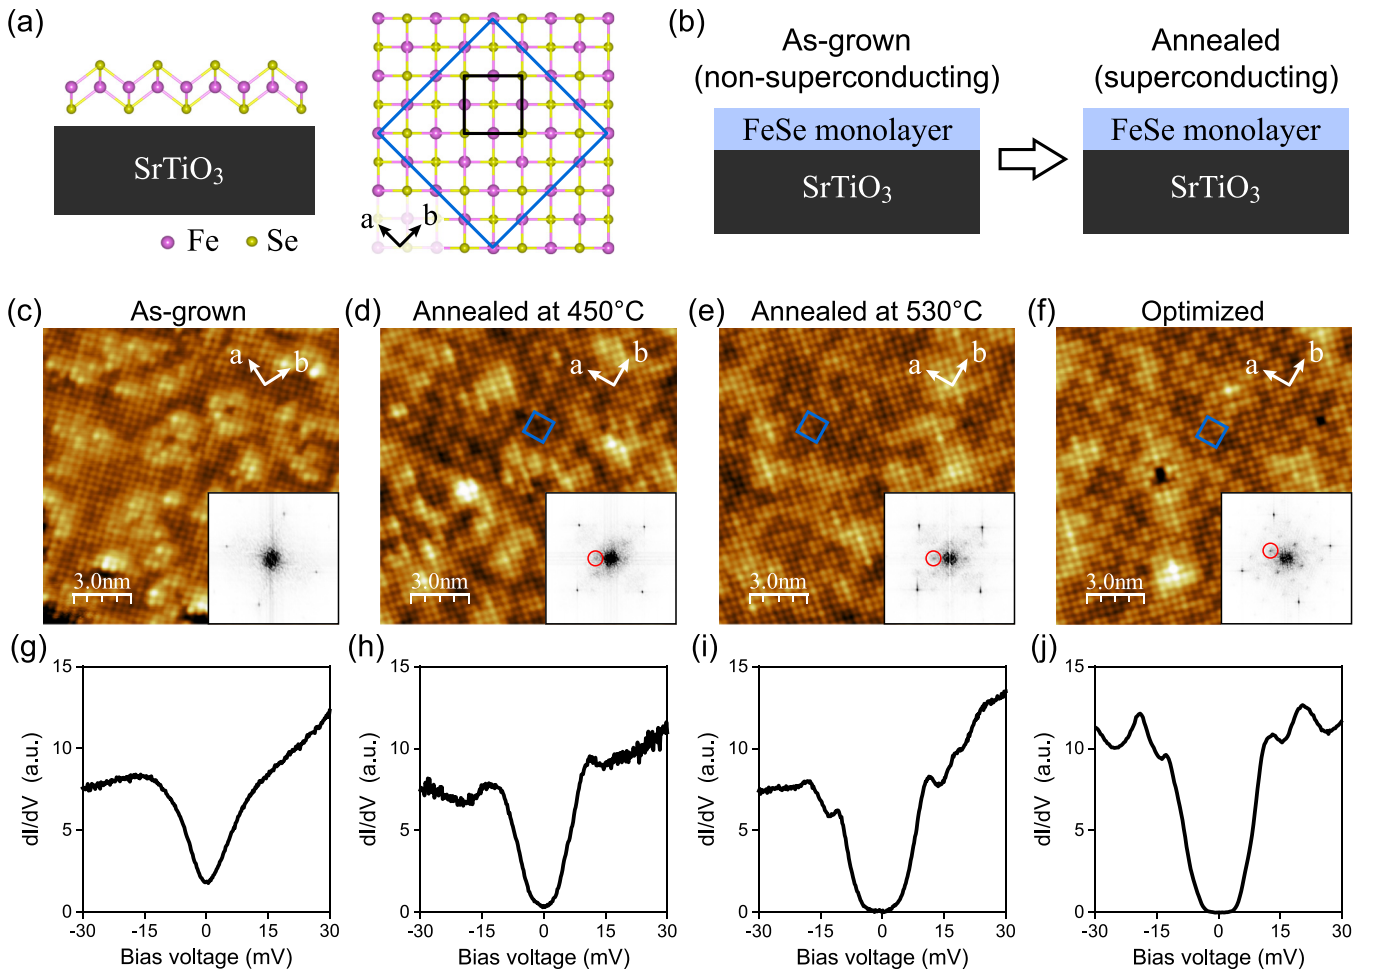 (a)
SrTiO₃
Fe Se
a b
(b)
As-grown
(non-superconducting)
FeSe monolayer
SrTiO₃
Annealed
(superconducting)
FeSe monolayer
SrTiO₃
(c) As-grown
a b
3.0nm
(d) Annealed at 450°C
a b
3.0nm
(e) Annealed at 530°C
a b
3.0nm
(f) Optimized
a b
3.0nm
(g)
dI/dV (a.u.)
15
10
5
0
-30 -15 0 15 30
Bias voltage (mV)
(h)
dI/dV (a.u.)
15
10
5
0
-30 -15 0 15 30
Bias voltage (mV)
(i)
dI/dV (a.u.)
15
10
5
0
-30 -15 0 15 30
Bias voltage (mV)
(j)
dI/dV (a.u.)
15
10
5
0
-30 -15 0 15 30
Bias voltage (mV)